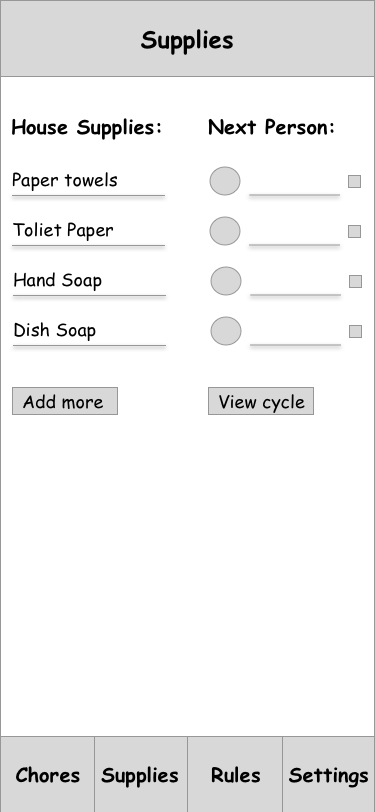 Supplies
House Supplies: Next Person:
Paper towels
Toliet Paper
Hand Soap
Dish Soap
Add more View cycle
Chores Supplies Rules Settings